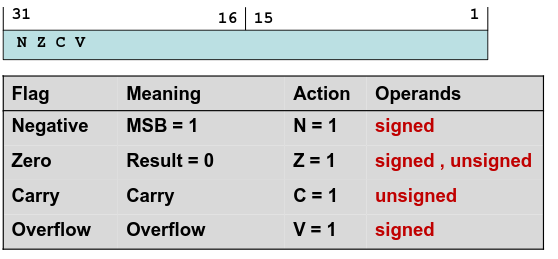 31 16 15 1
N Z C V
Flag Meaning Action Operands
Negative MSB = 1 N = 1 signed
Zero Result = 0 Z = 1 signed , unsigned
Carry Carry C = 1 unsigned
Overflow Overflow V = 1 signed